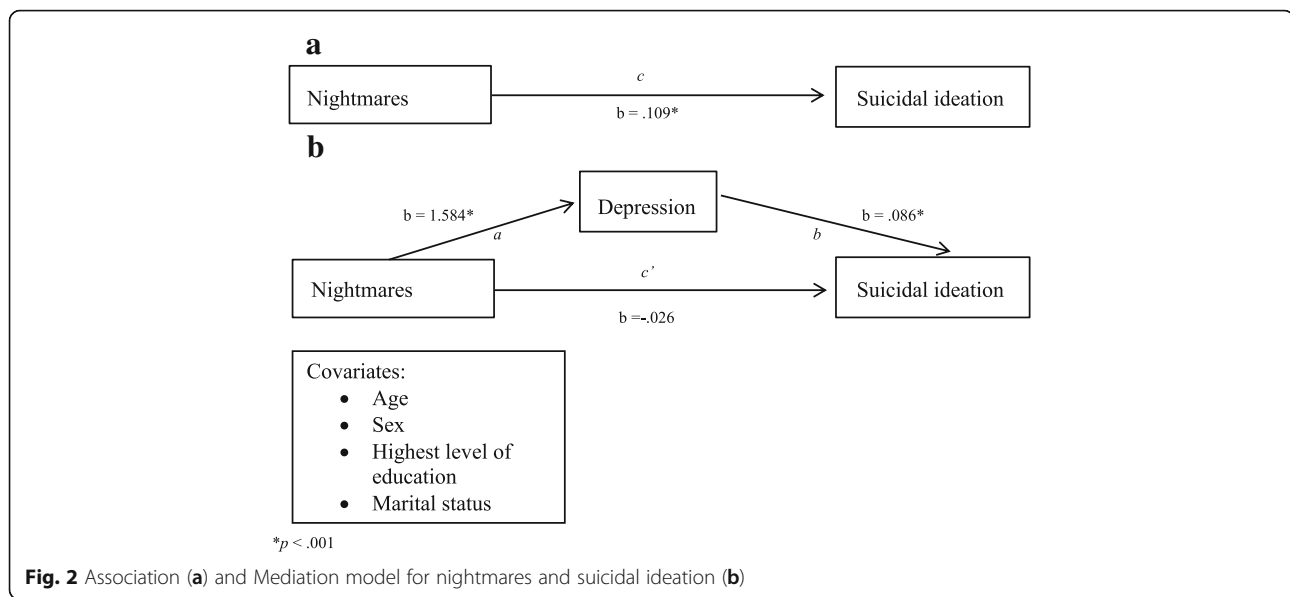 a
Nightmares
c
b = .109*
Suicidal ideation
b
Depression
b = 1.584*
a
b = .086*
b
Nightmares
c’
b =-.026
Suicidal ideation
Covariates:
• Age
• Sex
• Highest level of
education
• Marital status
*p < .001
Fig. 2 Association (a) and Mediation model for nightmares and suicidal ideation (b)